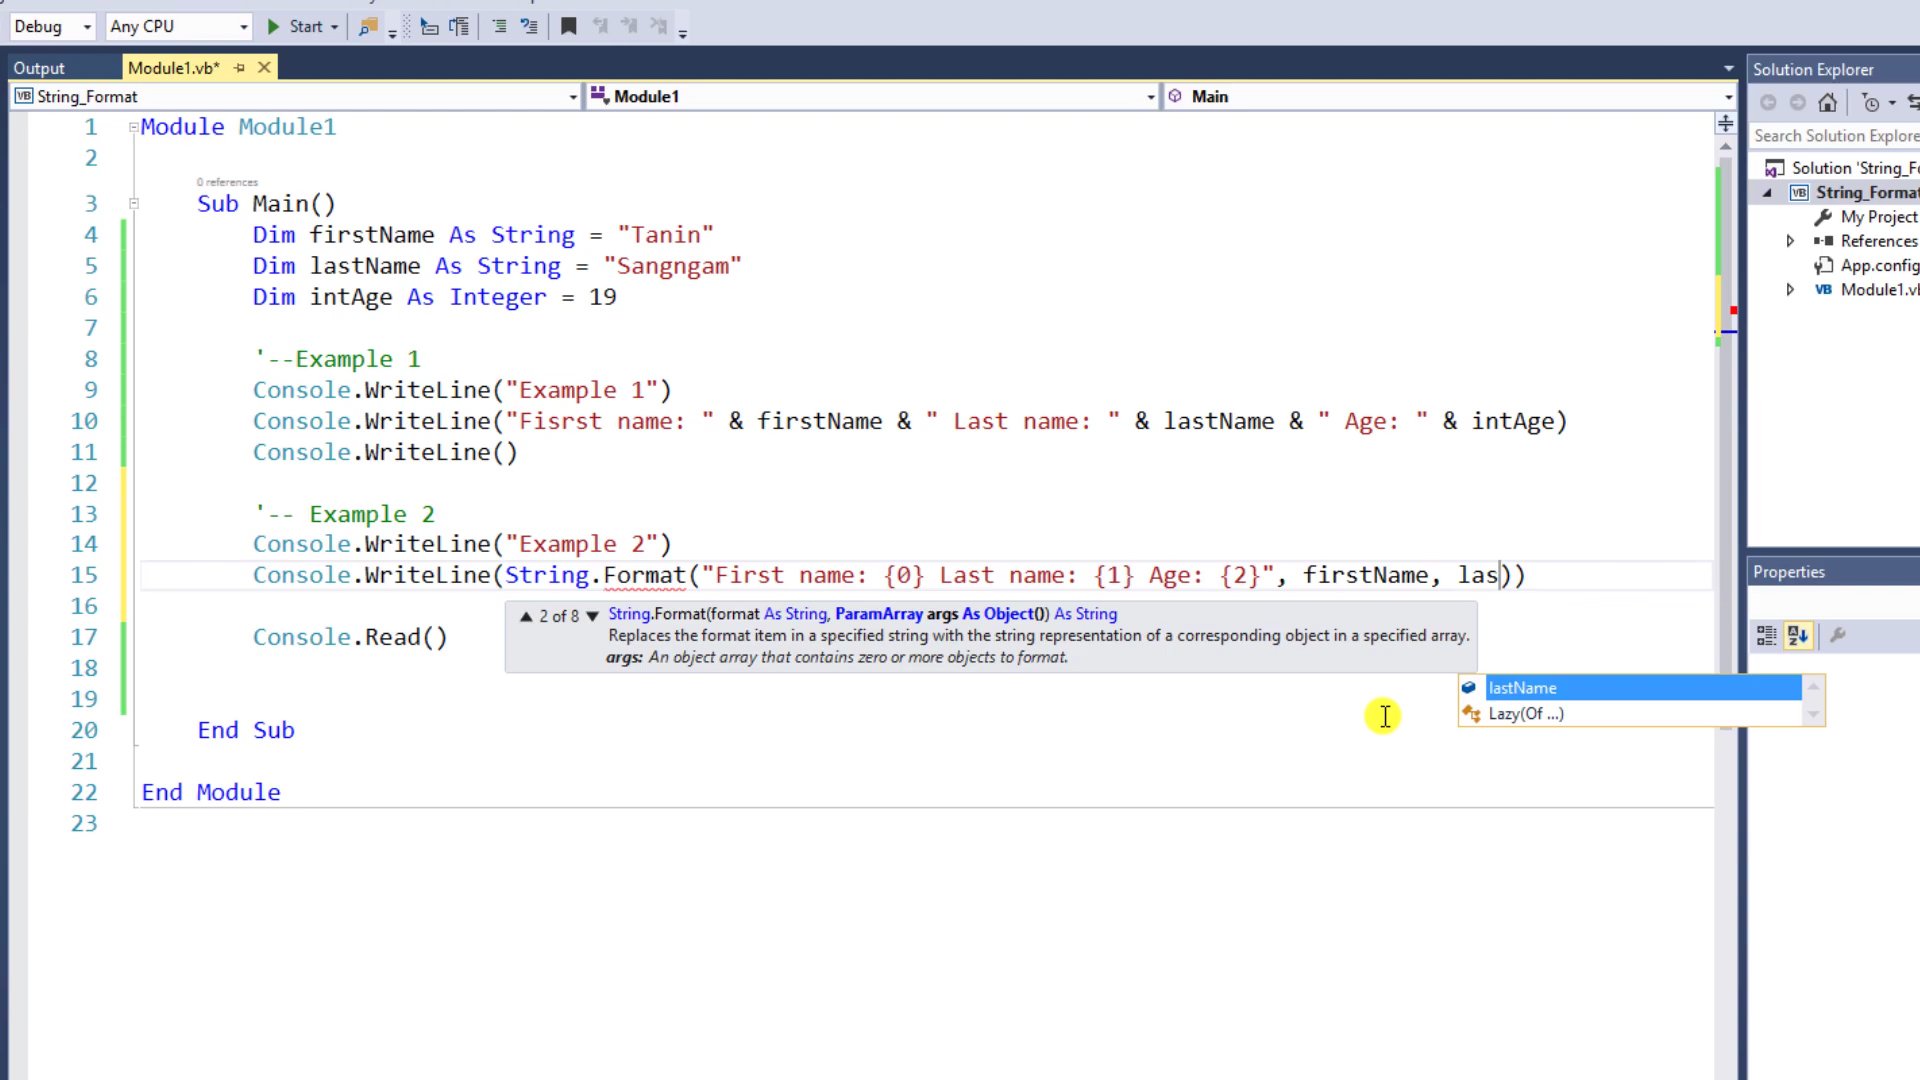 Debug Any CPU Start
Output Module1.vb*
Solution Explorer
VB String_Format Module1 Main
Search Solution Explore
1 Module Module1
2
0 references
3 Sub Main()
4 Dim firstName As String = "Tanin"
5 Dim lastName As String = "Sangngam"
6 Dim intAge As Integer = 19
7
8 '--Example 1
9 Console.WriteLine("Example 1")
10 Console.WriteLine("Fisrst name: " & firstName & " Last name: " & lastName & " Age: " & intAge)
11 Console.WriteLine()
12
13 '-- Example 2
14 Console.WriteLine("Example 2")
15 Console.WriteLine(String.Format("First name: {0} Last name: {1} Age: {2}", firstName, las))
16
▲ 2 of 8 ▼ String.Format(format As String, ParamArray args As Object()) As String
Replaces the format item in a specified string with the string representation of a corresponding object in a specified array.
args: An object array that contains zero or more objects to format.
17 Console.Read()
18
lastName
Lazy(Of ...)
19
20 End Sub
21
22 End Module
23
Solution 'String_Fo
VB String_Format
My Project
References
App.config
VB Module1.vb
Properties